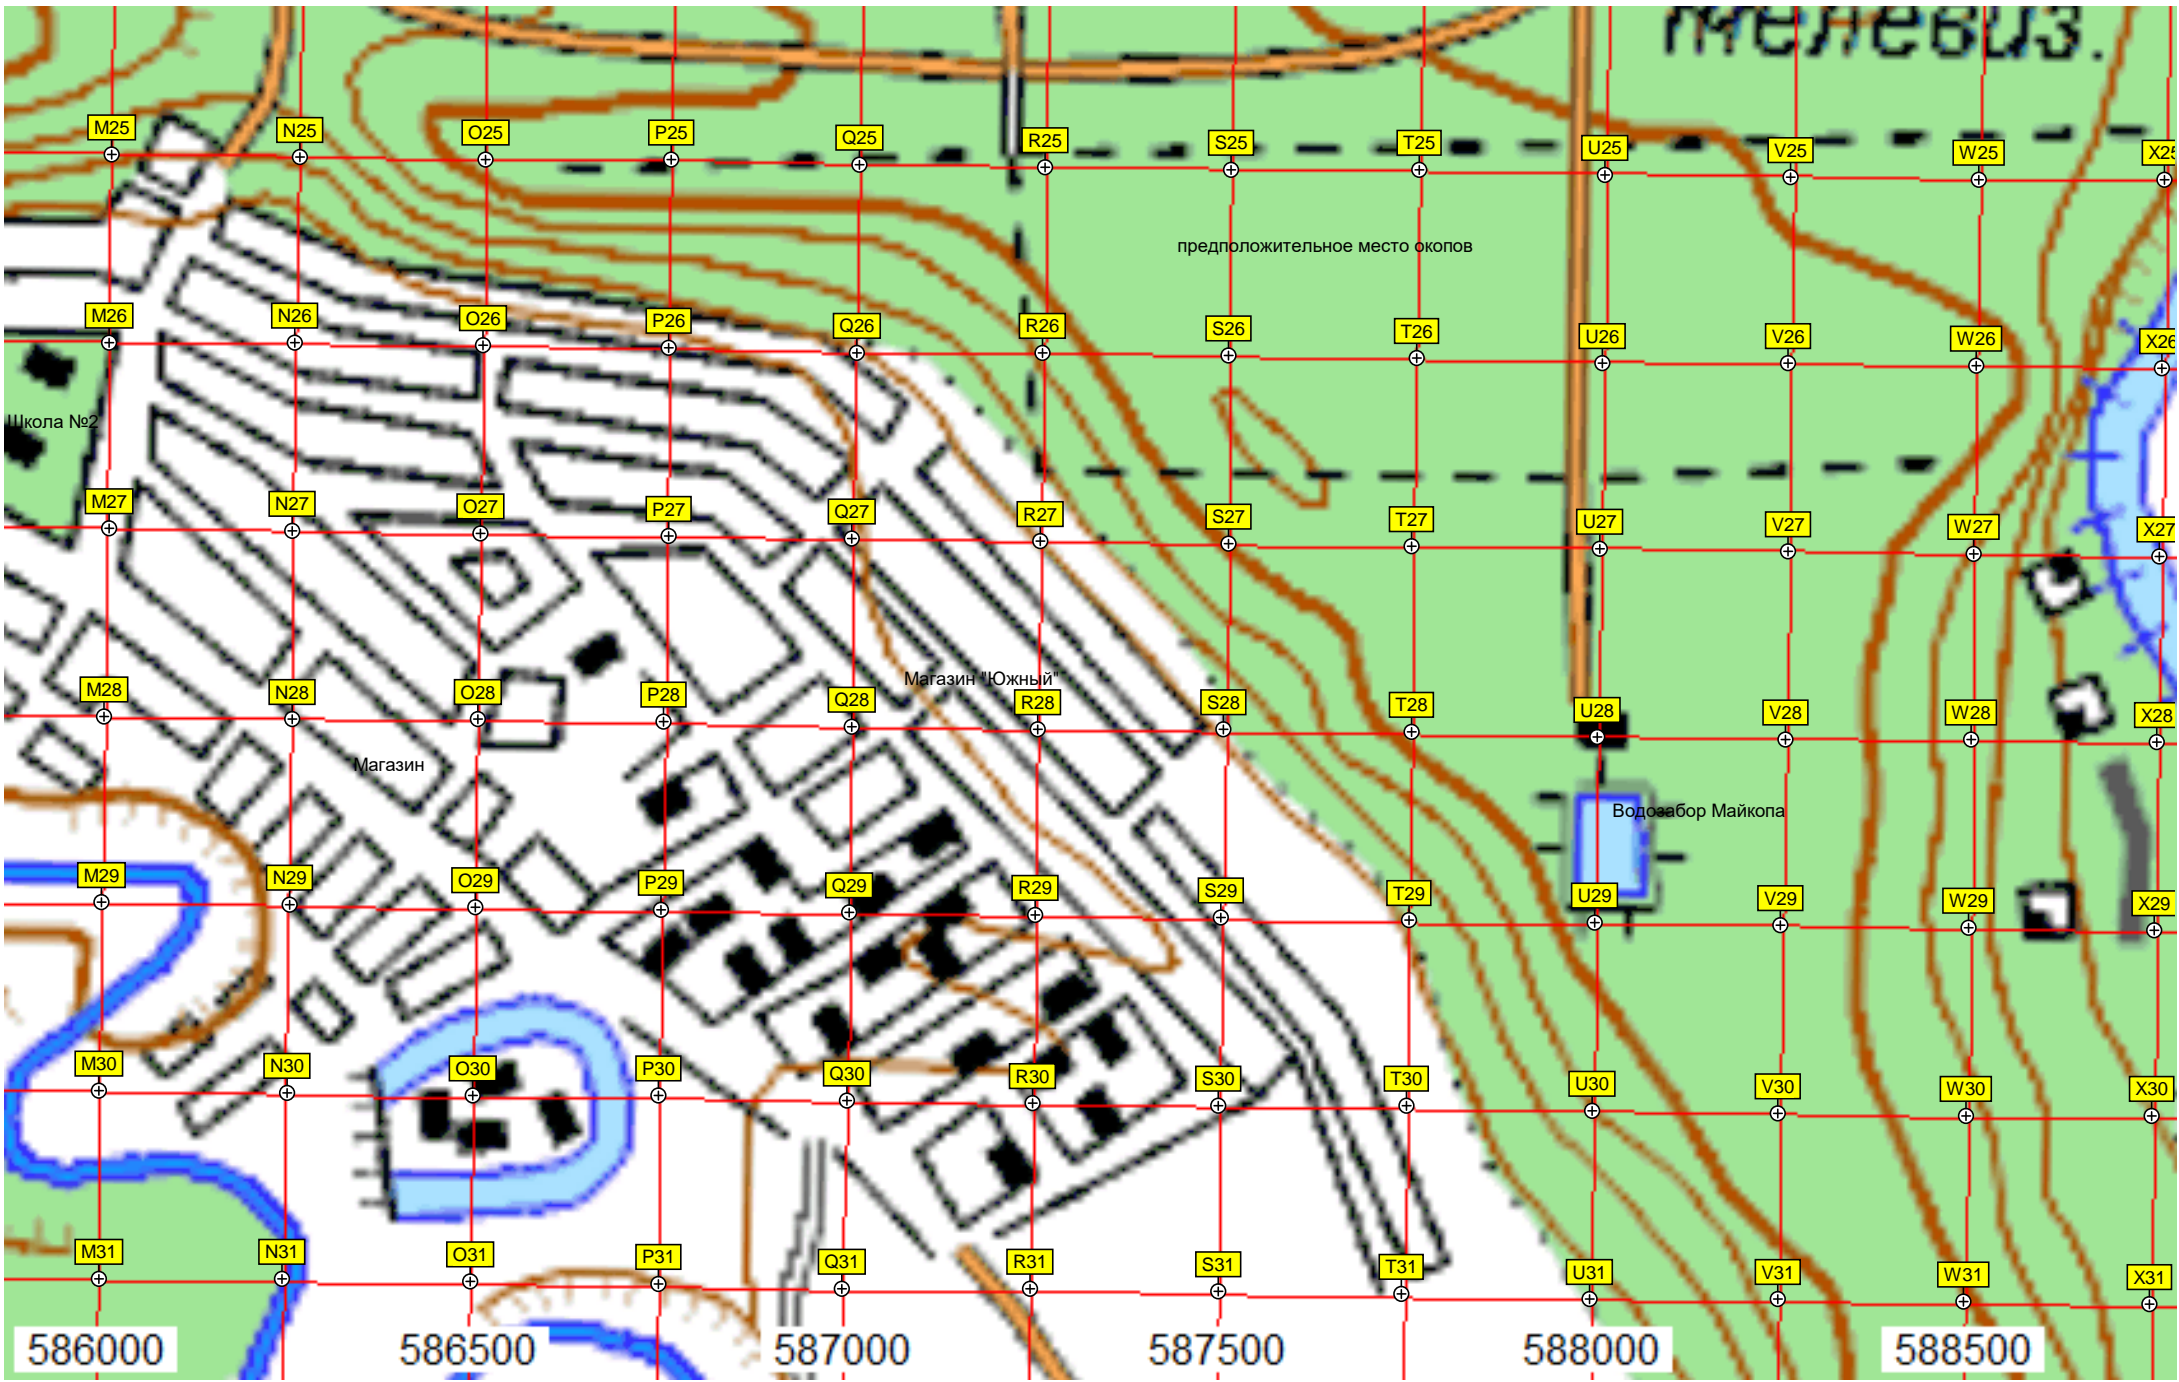 телевиз.
M25 N25 O25 P25 Q25 R25 S25 T25 U25 V25 W25 X25
предположительное место окопов
M26 N26 O26 P26 Q26 R26 S26 T26 U26 V26 W26 X26
Школа №2
M27 N27 O27 P27 Q27 R27 S27 T27 U27 V27 W27 X27
Магазин "Южный"
M28 N28 O28 P28 Q28 R28 S28 T28 U28 V28 W28 X28
Магазин
Водозабор Майкопа
M29 N29 O29 P29 Q29 R29 S29 T29 U29 V29 W29 X29
M30 N30 O30 P30 Q30 R30 S30 T30 U30 V30 W30 X30
M31 N31 O31 P31 Q31 R31 S31 T31 U31 V31 W31 X31
586000 586500 587000 587500 588000 588500